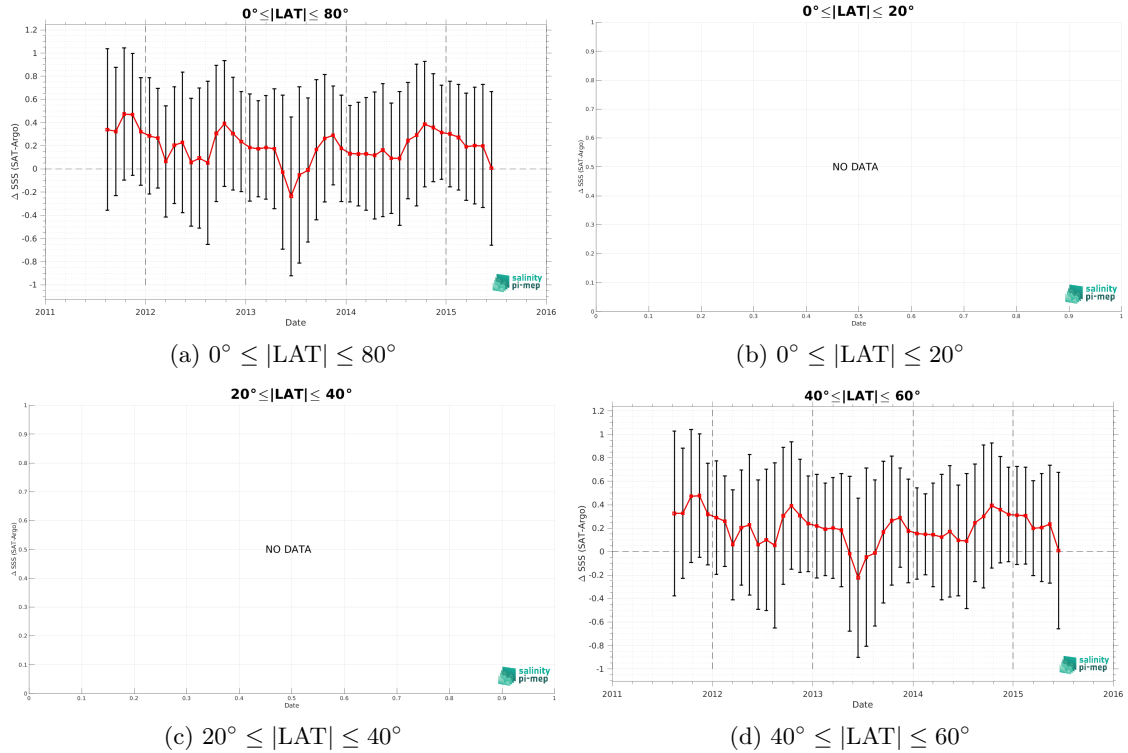 0°≤|LAT|≤ 80°
1.2
1
0.8
0.6
0.4
0.2
0
-0.2
-0.4
-0.6
-0.8
-1
Δ SSS (SAT-Argo)
2011 2012 2013 2014 2015 2016
Date
salinity
pi-mep
(a) 0° ≤ |LAT| ≤ 80°
0°≤|LAT|≤ 20°
1
0.9
0.8
0.7
0.6
0.5
0.4
0.3
0.2
0.1
0
Δ SSS (SAT-Argo)
NO DATA
0 0.1 0.2 0.3 0.4 0.5 0.6 0.7 0.8 0.9 1
Date
salinity
pi-mep
(b) 0° ≤ |LAT| ≤ 20°
20°≤|LAT|≤ 40°
1
0.9
0.8
0.7
0.6
0.5
0.4
0.3
0.2
0.1
0
Δ SSS (SAT-Argo)
NO DATA
0 0.1 0.2 0.3 0.4 0.5 0.6 0.7 0.8 0.9 1
Date
salinity
pi-mep
(c) 20° ≤ |LAT| ≤ 40°
40°≤|LAT|≤ 60°
1.2
1
0.8
0.6
0.4
0.2
0
-0.2
-0.4
-0.6
-0.8
-1
Δ SSS (SAT-Argo)
2011 2012 2013 2014 2015 2016
Date
salinity
pi-mep
(d) 40° ≤ |LAT| ≤ 60°